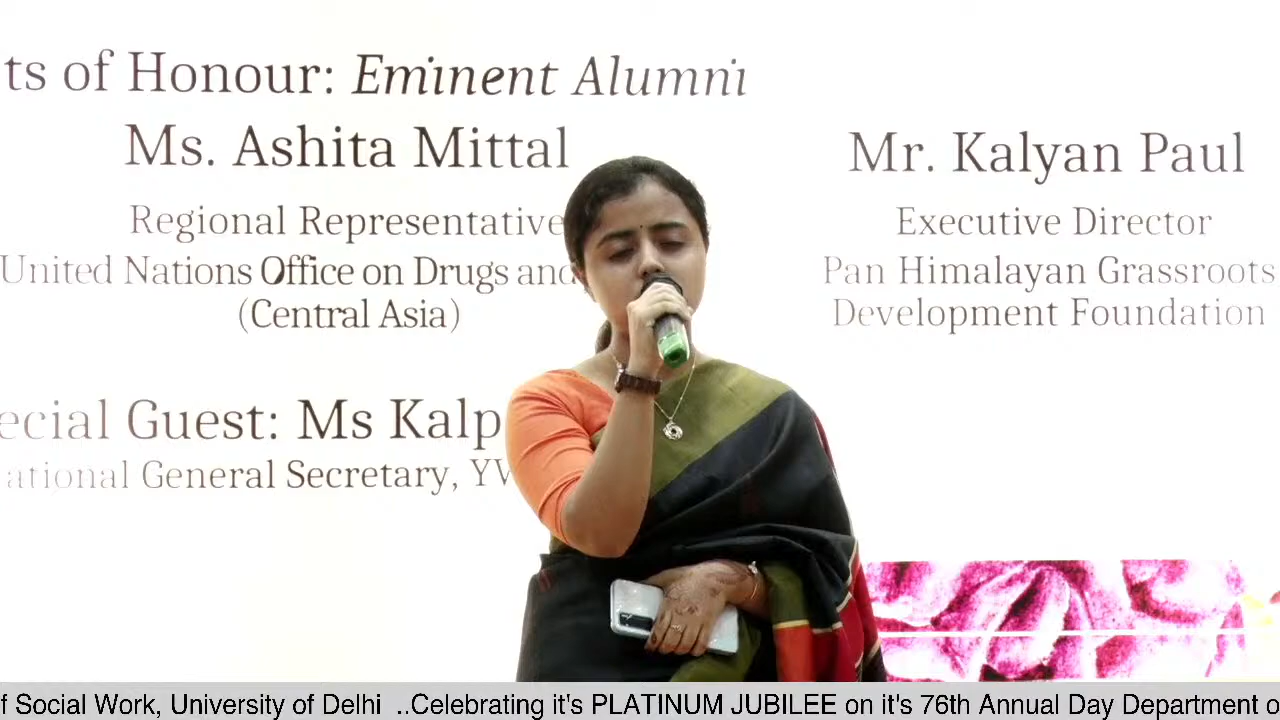 ts of Honour: Eminent Alumni
Ms. Ashita Mittal
Regional Representative
United Nations Office on Drugs and
(Central Asia)
Mr. Kalyan Paul
Executive Director
Pan Himalayan Grassroots
Development Foundation
ecial Guest: Ms Kalp
ational General Secretary, YW
f Social Work, University of Delhi ..Celebrating it's PLATINUM JUBILEE on it's 76th Annual Day Department o